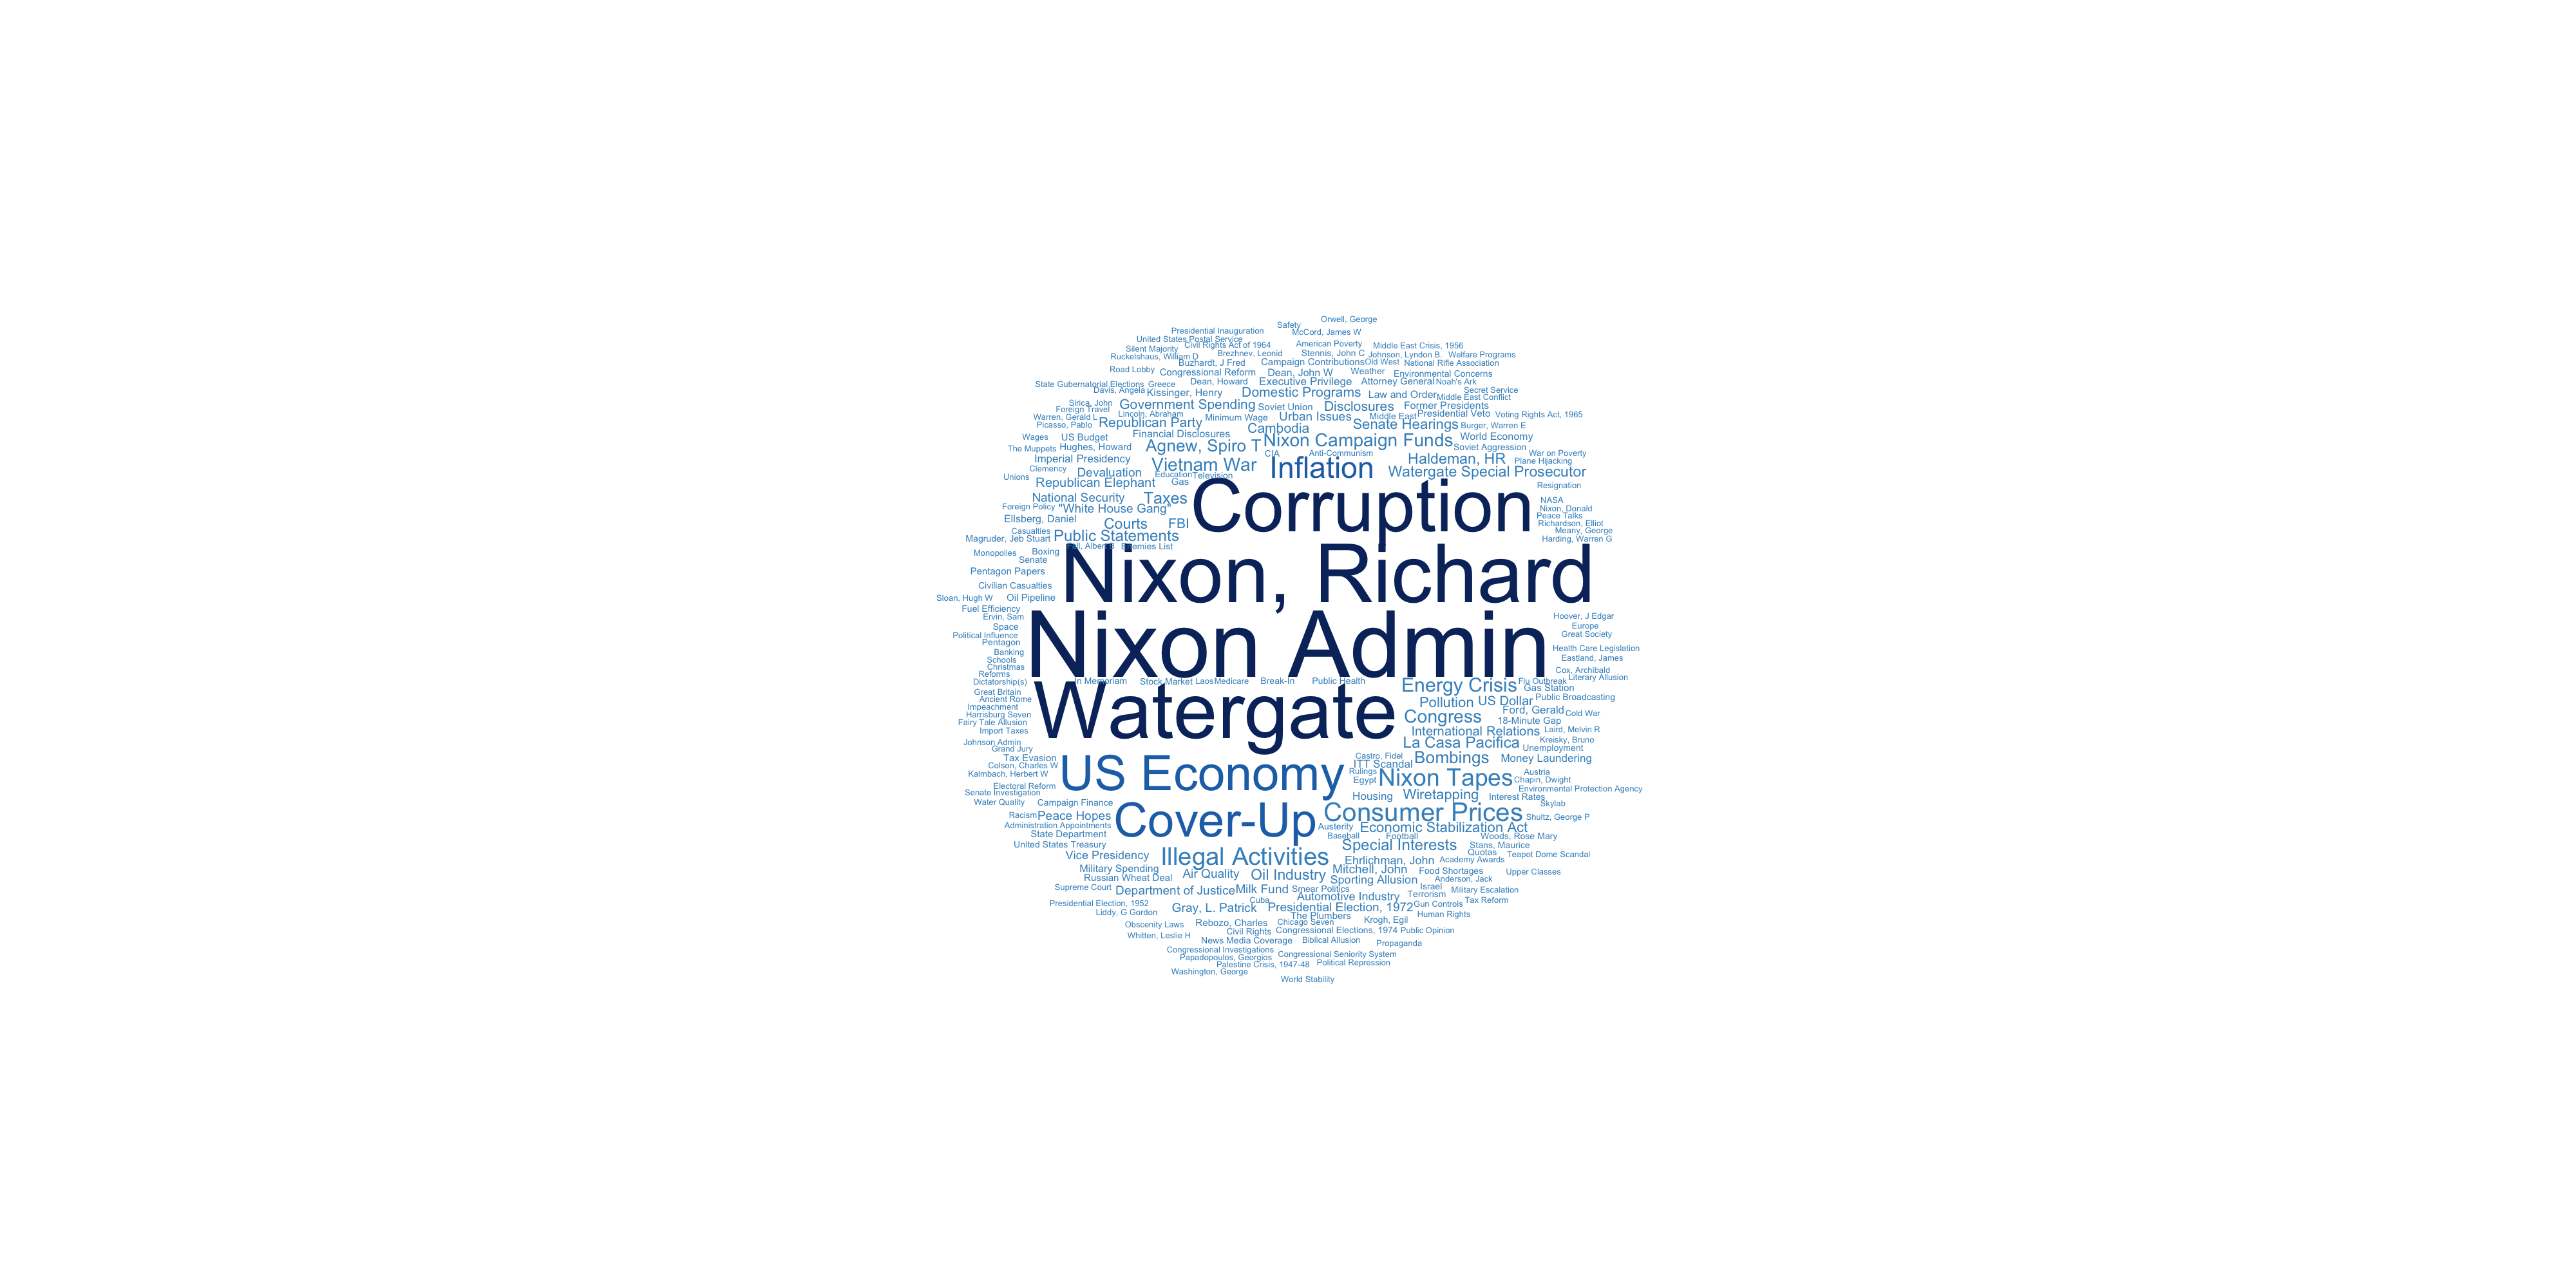 Orwell, George
Safety
Presidential Inauguration McCord, James W
United States Postal Service
Civil Rights Act of 1964 American Poverty Middle East Crisis, 1956
Silent Majority Brezhnev, Leonid Stennis, John C Johnson, Lyndon B. Welfare Programs
Ruckelshaus, William D
Buzhardt, J Fred Campaign Contributions Old West National Rifle Association
Road Lobby Congressional Reform Dean, John W Weather Environmental Concerns
State Gubernatorial Elections Greece Dean, Howard Executive Privilege Attorney General Noah's Ark
Davis, Angela Kissinger, Henry Domestic Programs Law and Order Secret Service
Middle East Conflict
Sirica, John Government Spending Soviet Union Disclosures Former Presidents
Foreign Travel
Warren, Gerald L Lincoln, Abraham Minimum Wage Urban Issues Middle East Presidential Veto Voting Rights Act, 1965
Picasso, Pablo Republican Party Cambodia Senate Hearings Burger, Warren E
Wages US Budget Financial Disclosures Nixon Campaign Funds World Economy
The Muppets Hughes, Howard Agnew, Spiro T Soviet Aggression
CIA Anti-Communism War on Poverty
Imperial Presidency Vietnam War Inflation Haldeman, HR Plane Hijacking
Clemency Devaluation Watergate Special Prosecutor
Unions Education Television
Republican Elephant Gas Resignation
National Security Taxes Corruption NASA
Foreign Policy "White House Gang" Nixon, Donald
Ellsberg, Daniel Courts FBI Peace Talks
Richardson, Elliot
Casualties Meany, George
Magruder, Jeb Stuart Public Statements Harding, Warren G
Enemies List
Monopolies Boxing
Senate
Pentagon Papers Nixon, Richard
Civilian Casualties
Sloan, Hugh W Oil Pipeline
Fuel Efficiency
Ervin, Sam Hoover, J Edgar
Space Europe
Political Influence Great Society
Pentagon
Banking Nixon Admin Health Care Legislation
Schools Eastland, James
Christmas
Reforms Cox, Archibald
Dictatorship(s) In Memoriam Stock Market Laos Medicare Break-In Public Health Energy Crisis Flu Outbreak Literary Allusion
Gas Station
Great Britain
Ancient Rome Pollution US Dollar Public Broadcasting
Impeachment Watergate Ford, Gerald Cold War
Harrisburg Seven Congress 18-Minute Gap
Fairy Tale Allusion
Import Taxes International Relations Laird, Melvin R
Johnson Admin La Casa Pacifica Kreisky, Bruno
Grand Jury Unemployment
Tax Evasion Castro, Fidel Bombings Money Laundering
Colson, Charles W ITT Scandal
Kalmbach, Herbert W US Economy Rulings Austria
Egypt Nixon Tapes Chapin, Dwight
Electoral Reform Environmental Protection Agency
Senate Investigation Housing Wiretapping Interest Rates
Water Quality Campaign Finance Skylab
Racism Peace Hopes Cover-Up Consumer Prices Shultz, George P
Administration Appointments Austerity Economic Stabilization Act
State Department Baseball Football Woods, Rose Mary
United States Treasury Special Interests Stans, Maurice
Vice Presidency Illegal Activities Quotas Teapot Dome Scandal
Ehrlichman, John Academy Awards
Military Spending Mitchell, John Food Shortages Upper Classes
Russian Wheat Deal Air Quality Oil Industry Sporting Allusion Anderson, Jack
Supreme Court Department of Justice Milk Fund Smear Politics Israel Military Escalation
Automotive Industry Terrorism
Presidential Election, 1952 Cuba Gun Controls Tax Reform
Liddy, G Gordon Gray, L. Patrick Presidential Election, 1972
The Plumbers Human Rights
Obscenity Laws Rebozo, Charles Chicago Seven Krogh, Egil
Whitten, Leslie H Civil Rights Congressional Elections, 1974 Public Opinion
News Media Coverage Biblical Allusion Propaganda
Congressional Investigations
Papadopoulos, Georgios Congressional Seniority System
Palestine Crisis, 1947-48 Political Repression
Washington, George
World Stability